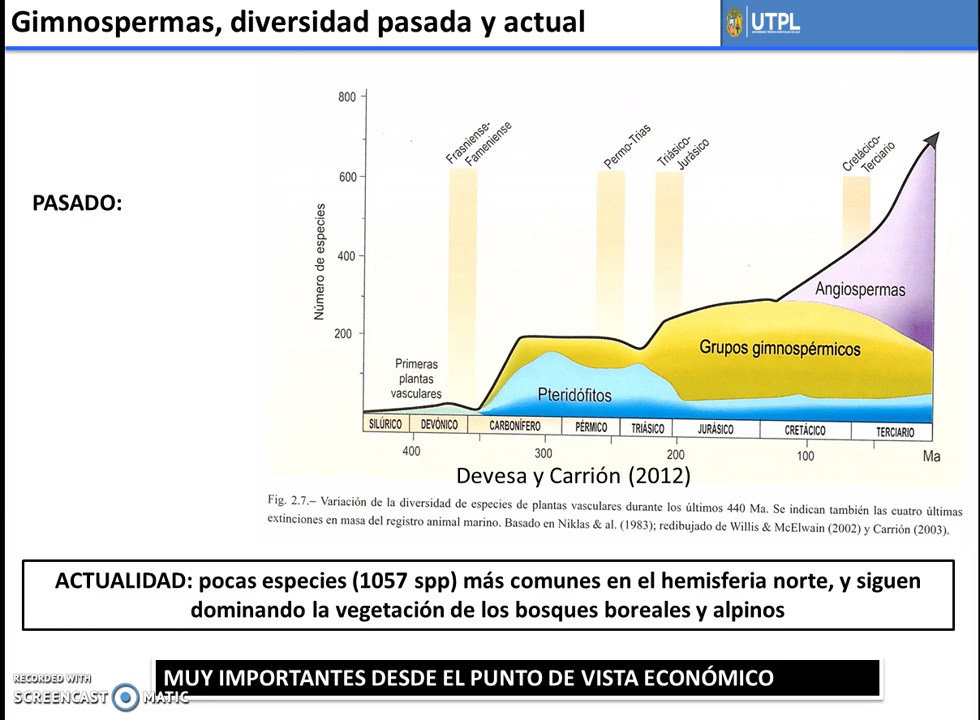 Gimnospermas, diversidad pasada y actual
UTPL
PASADO:
800
600
400
200
Número de especies
Frasniense-
Fameniense
Permo-Trias
Triásico-
Jurásico
Cretácico-
Terciario
Angiospermas
Grupos gimnospérmicos
Pteridófitos
Primeras
plantas
vasculares
SILÚRICO DEVÓNICO CARBONÍFERO PÉRMICO TRIÁSICO JURÁSICO CRETÁCICO TERCIARIO
400 300 200 100 Ma
Devesa y Carrión (2012)
Fig. 2.7.– Variación de la diversidad de especies de plantas vasculares durante los últimos 440 Ma. Se indican también las cuatro últimas
extinciones en masa del registro animal marino. Basado en Niklas & al. (1983); redibujado de Willis & McElwain (2002) y Carrión (2003).
ACTUALIDAD: pocas especies (1057 spp) más comunes en el hemisferia norte, y siguen
dominando la vegetación de los bosques boreales y alpinos
MUY IMPORTANTES DESDE EL PUNTO DE VISTA ECONÓMICO
RECORDED WITH
SCREENCAST MATIC